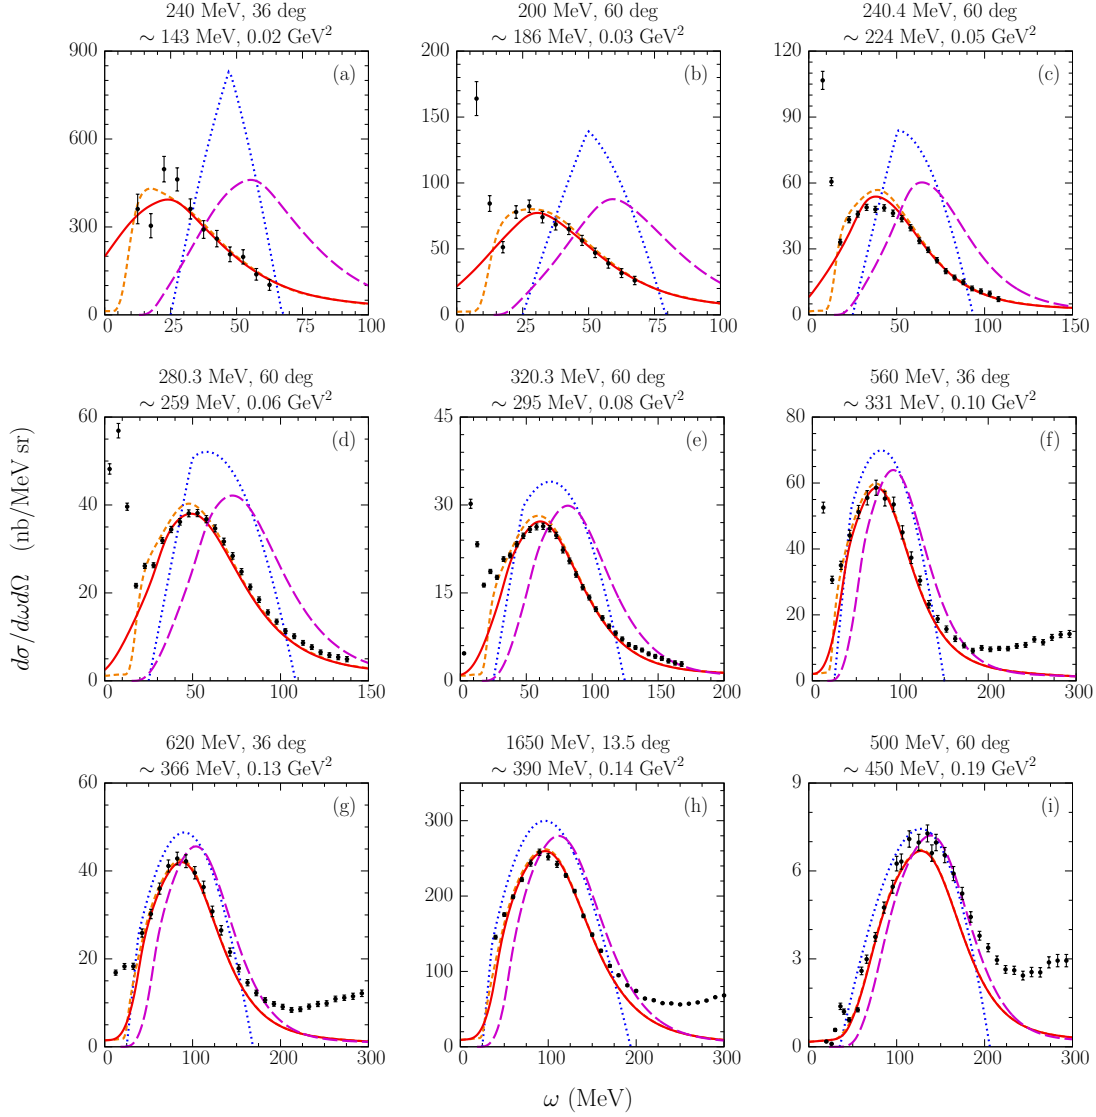 240 MeV, 36 deg
∼ 143 MeV, 0.02 GeV²
200 MeV, 60 deg
∼ 186 MeV, 0.03 GeV²
240.4 MeV, 60 deg
∼ 224 MeV, 0.05 GeV²
900
600
300
0
(a)
0 25 50 75 100
200
150
100
50
0
(b)
0 25 50 75 100
120
90
60
30
0
(c)
0 50 100 150
280.3 MeV, 60 deg
∼ 259 MeV, 0.06 GeV²
320.3 MeV, 60 deg
∼ 295 MeV, 0.08 GeV²
560 MeV, 36 deg
∼ 331 MeV, 0.10 GeV²
dσ/dωdΩ (nb/MeV sr)
60
40
20
0
(d)
0 50 100 150
45
30
15
0
(e)
0 50 100 150 200
80
60
40
20
0
(f)
0 100 200 300
620 MeV, 36 deg
∼ 366 MeV, 0.13 GeV²
1650 MeV, 13.5 deg
∼ 390 MeV, 0.14 GeV²
500 MeV, 60 deg
∼ 450 MeV, 0.19 GeV²
60
40
20
0
(g)
0 100 200 300
300
200
100
0
(h)
0 100 200 300
9
6
3
0
(i)
0 100 200 300
ω (MeV)